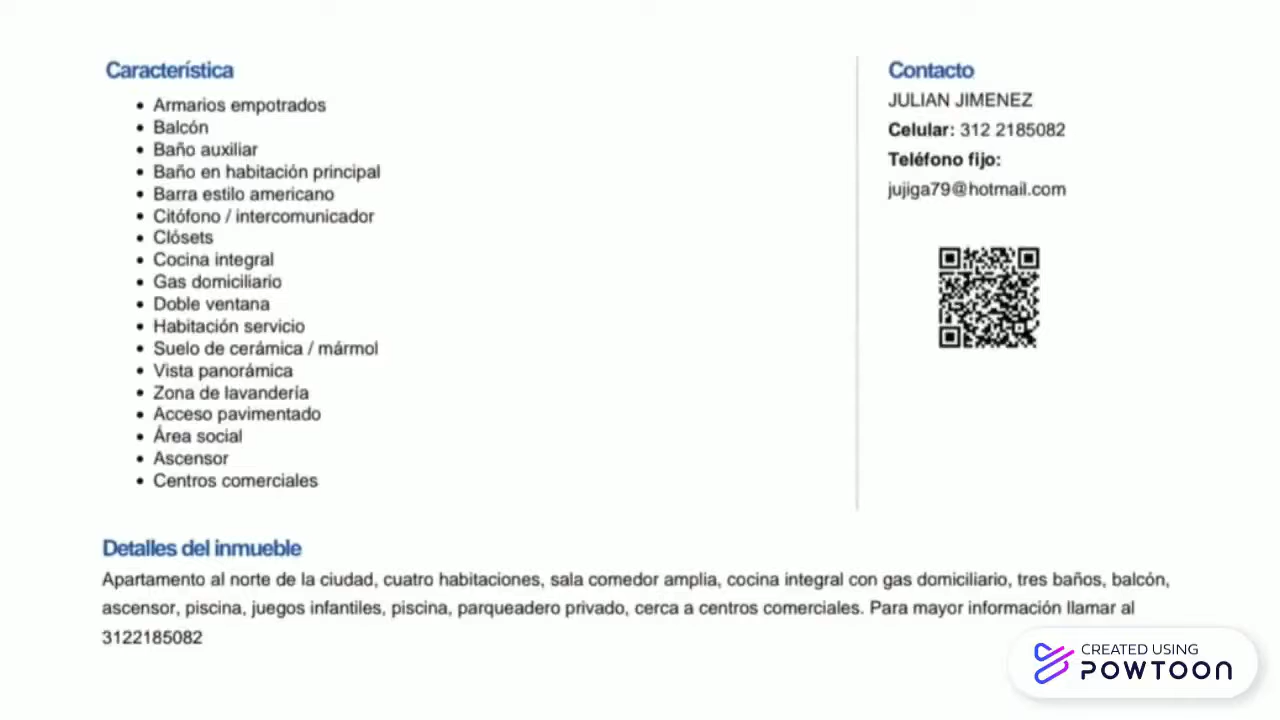 Característica
Armarios empotrados
Balcón
Baño auxiliar
Baño en habitación principal
Barra estilo americano
Citófono / intercomunicador
Clósets
Cocina integral
Gas domiciliario
Doble ventana
Habitación servicio
Suelo de cerámica / mármol
Vista panorámica
Zona de lavandería
Acceso pavimentado
Área social
Ascensor
Centros comerciales
Contacto
JULIAN JIMENEZ
Celular: 312 2185082
Teléfono fijo:
jujiga79@hotmail.com
Detalles del inmueble
Apartamento al norte de la ciudad, cuatro habitaciones, sala comedor amplia, cocina integral con gas domiciliario, tres baños, balcón,
ascensor, piscina, juegos infantiles, piscina, parqueadero privado, cerca a centros comerciales. Para mayor información llamar al
3122185082
CREATED USING
POWTOON